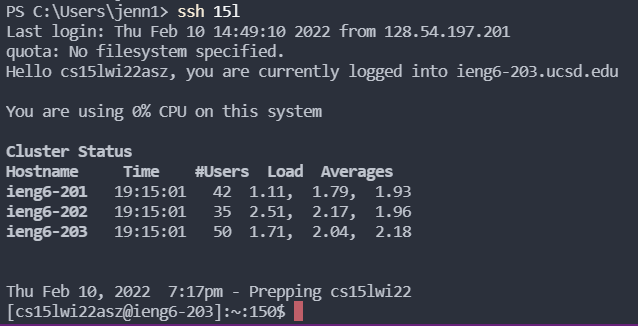 PS C:\Users\jenn1> ssh 15l
Last login: Thu Feb 10 14:49:10 2022 from 128.54.197.201
quota: No filesystem specified.
Hello cs15lwi22asz, you are currently logged into ieng6-203.ucsd.edu
You are using 0% CPU on this system
Cluster Status
Hostname     Time    #Users  Load  Averages
ieng6-201   19:15:01   42  1.11,  1.79,  1.93
ieng6-202   19:15:01   35  2.51,  2.17,  1.96
ieng6-203   19:15:01   50  1.71,  2.04,  2.18
Thu Feb 10, 2022  7:17pm - Prepping cs15lwi22
[cs15lwi22asz@ieng6-203]:~:150$